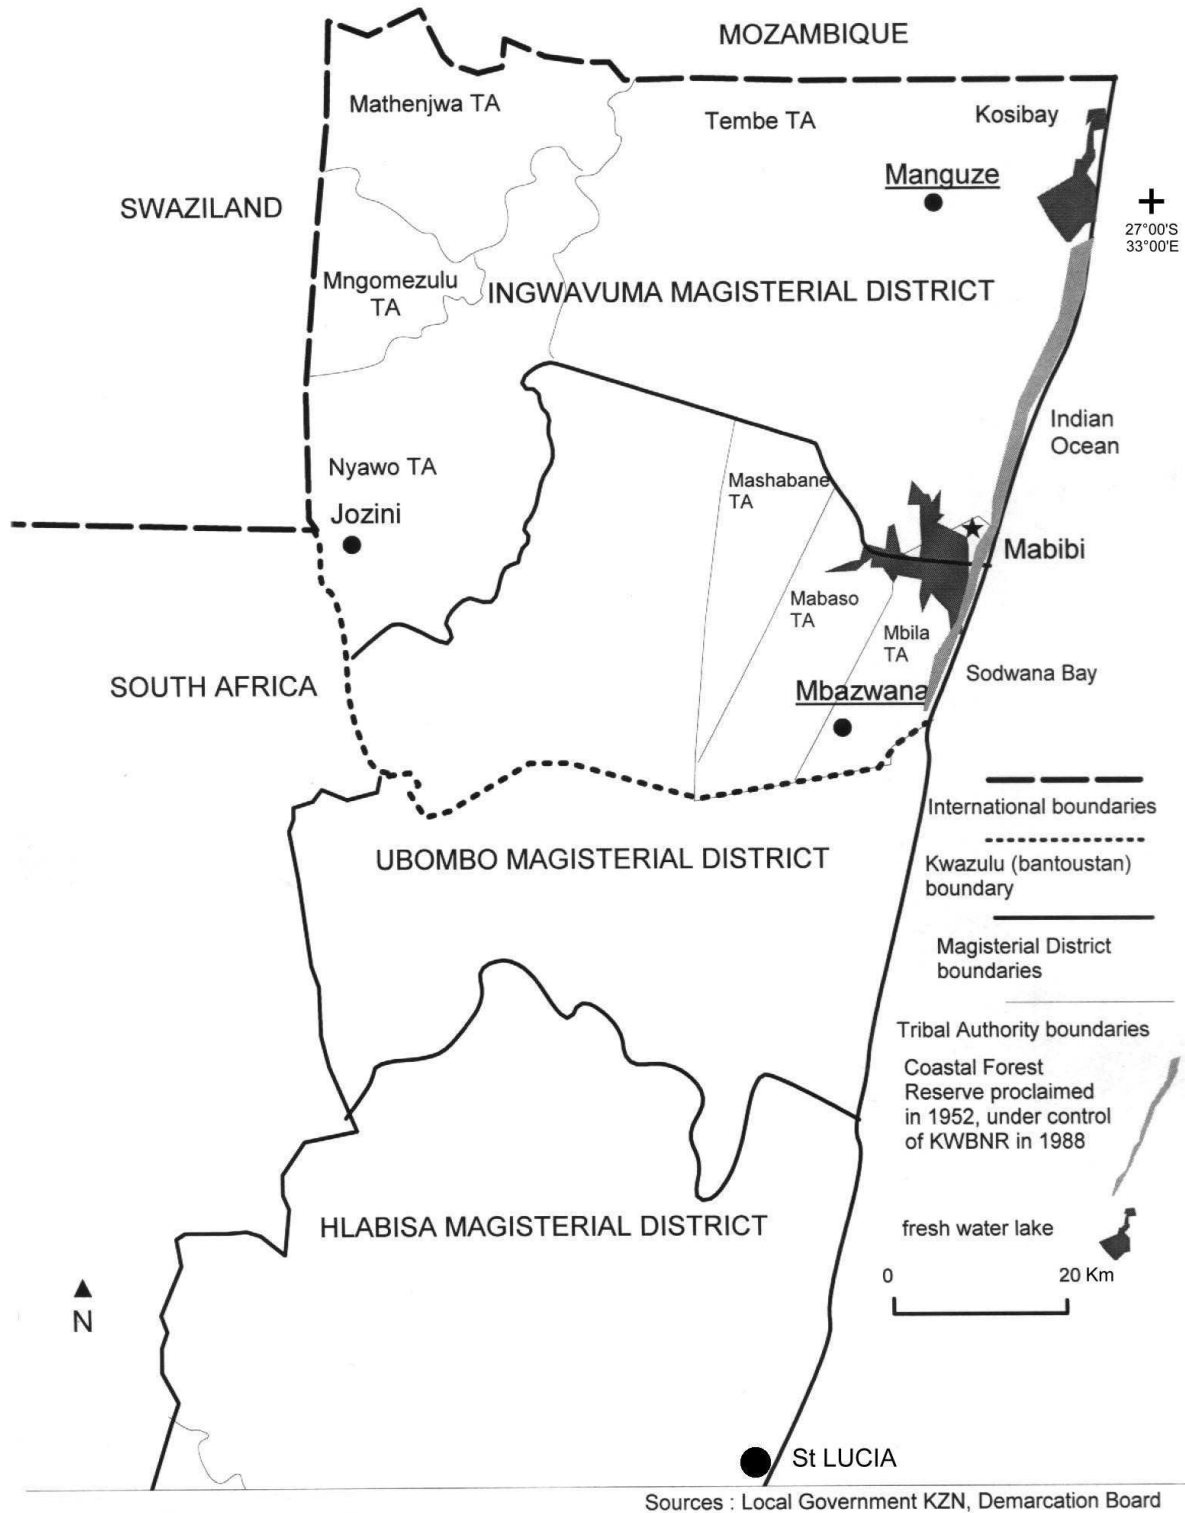 MOZAMBIQUE
Mathenjwa TA
Tembe TA
Kosibay
Manguze
SWAZILAND
27°00'S
33°00'E
Mngomezulu
TA
INGWAVUMA MAGISTERIAL DISTRICT
Indian
Ocean
Nyawo TA
Mashabane
TA
Jozini
Mabibi
Mabaso
TA
Mbila
TA
SOUTH AFRICA
Sodwana Bay
Mbazwana
International boundaries
UBOMBO MAGISTERIAL DISTRICT
Kwazulu (bantoustan)
boundary
Magisterial District
boundaries
Tribal Authority boundaries
Coastal Forest
Reserve proclaimed
in 1952, under control
of KWBNR in 1988
HLABISA MAGISTERIAL DISTRICT
fresh water lake
0 20 Km
N
St LUCIA
Sources : Local Government KZN, Demarcation Board